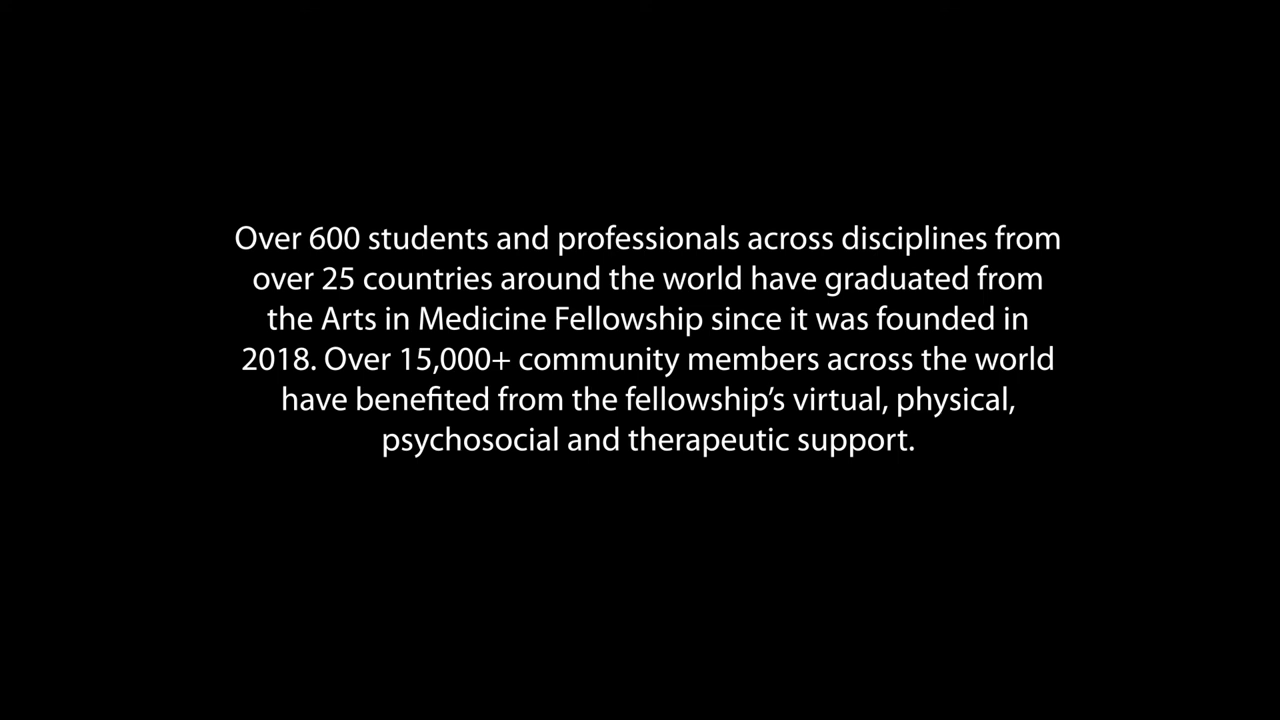 Over 600 students and professionals across disciplines from
over 25 countries around the world have graduated from
the Arts in Medicine Fellowship since it was founded in
2018. Over 15,000+ community members across the world
have benefited from the fellowship’s virtual, physical,
psychosocial and therapeutic support.